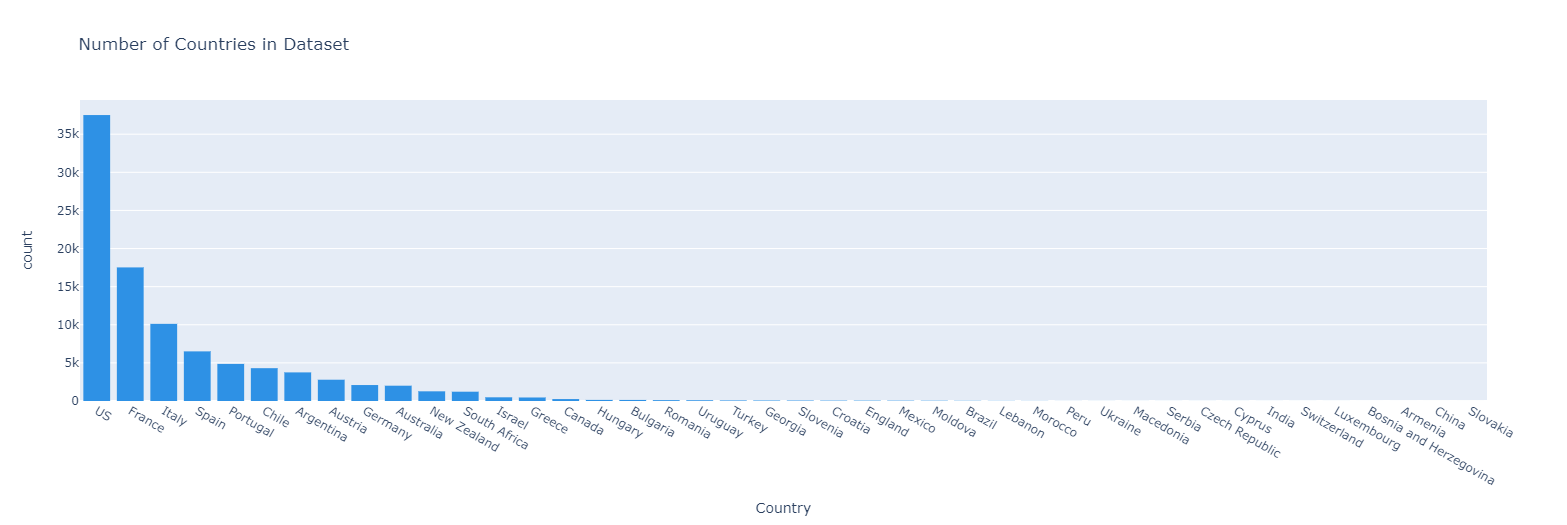 Number of Countries in Dataset
35k
30k
25k
20k
15k
10k
5k
0
count
US
France
Italy
Spain
Portugal
Chile
Argentina
Austria
Germany
Australia
New Zealand
South Africa
Israel
Greece
Canada
Hungary
Bulgaria
Romania
Uruguay
Turkey
Georgia
Slovenia
Croatia
England
Mexico
Moldova
Brazil
Lebanon
Morocco
Peru
Ukraine
Macedonia
Serbia
Czech Republic
Cyprus
India
Switzerland
Luxembourg
Bosnia and Herzegovina
Armenia
China
Slovakia
Country